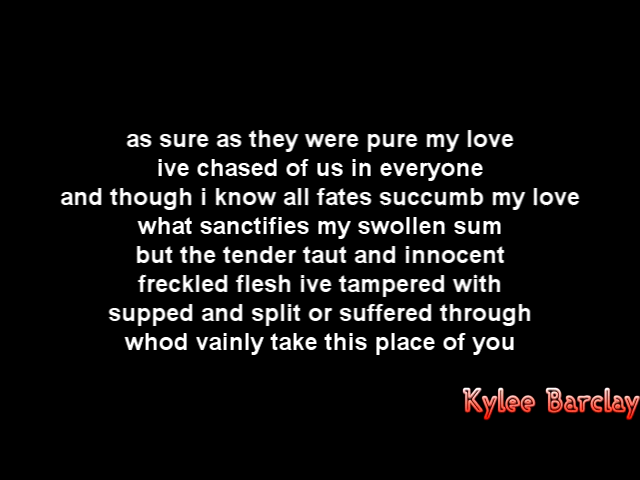 as sure as they were pure my love
ive chased of us in everyone
and though i know all fates succumb my love
what sanctifies my swollen sum
but the tender taut and innocent
freckled flesh ive tampered with
supped and split or suffered through
whod vainly take this place of you
Kylee Barclay